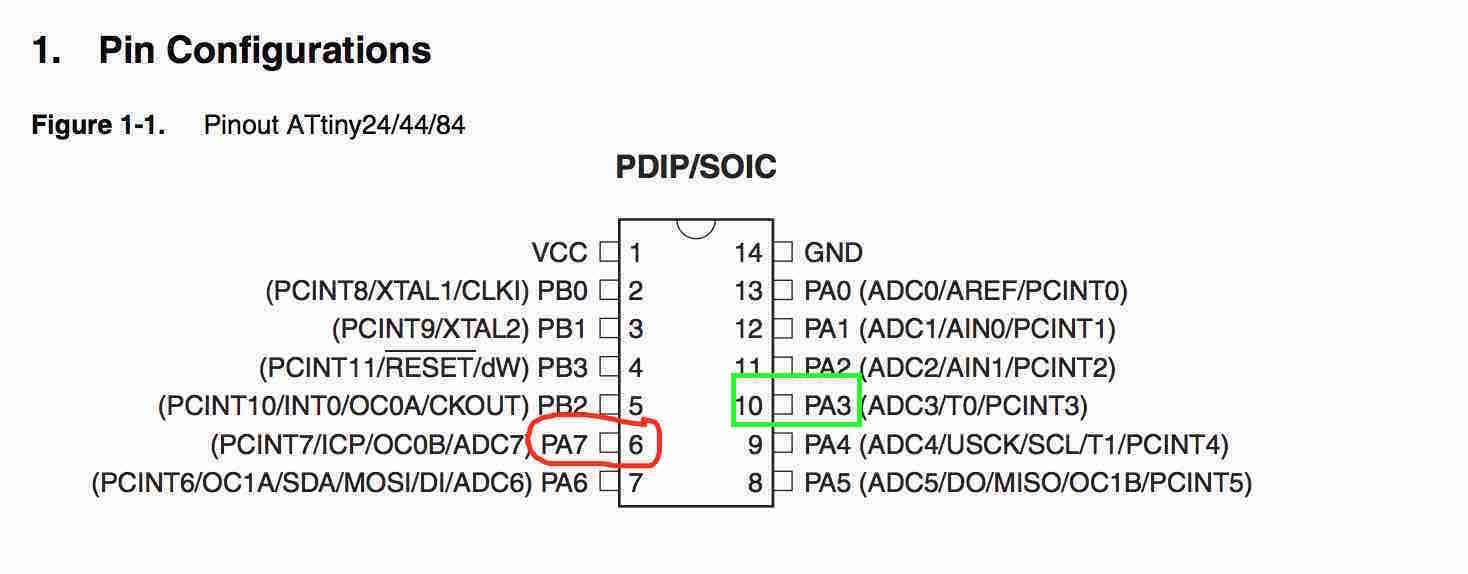 1. Pin Configurations
Figure 1-1. Pinout ATtiny24/44/84
PDIP/SOIC
VCC 1 14 GND
(PCINT8/XTAL1/CLKI) PB0 2 13 PA0 (ADC0/AREF/PCINT0)
(PCINT9/XTAL2) PB1 3 12 PA1 (ADC1/AIN0/PCINT1)
(PCINT11/RESET/dW) PB3 4 11 PA2 (ADC2/AIN1/PCINT2)
(PCINT10/INT0/OC0A/CKOUT) PB2 5 10 PA3 (ADC3/T0/PCINT3)
(PCINT7/ICP/OC0B/ADC7) PA7 6 9 PA4 (ADC4/USCK/SCL/T1/PCINT4)
(PCINT6/OC1A/SDA/MOSI/DI/ADC6) PA6 7 8 PA5 (ADC5/DO/MISO/OC1B/PCINT5)